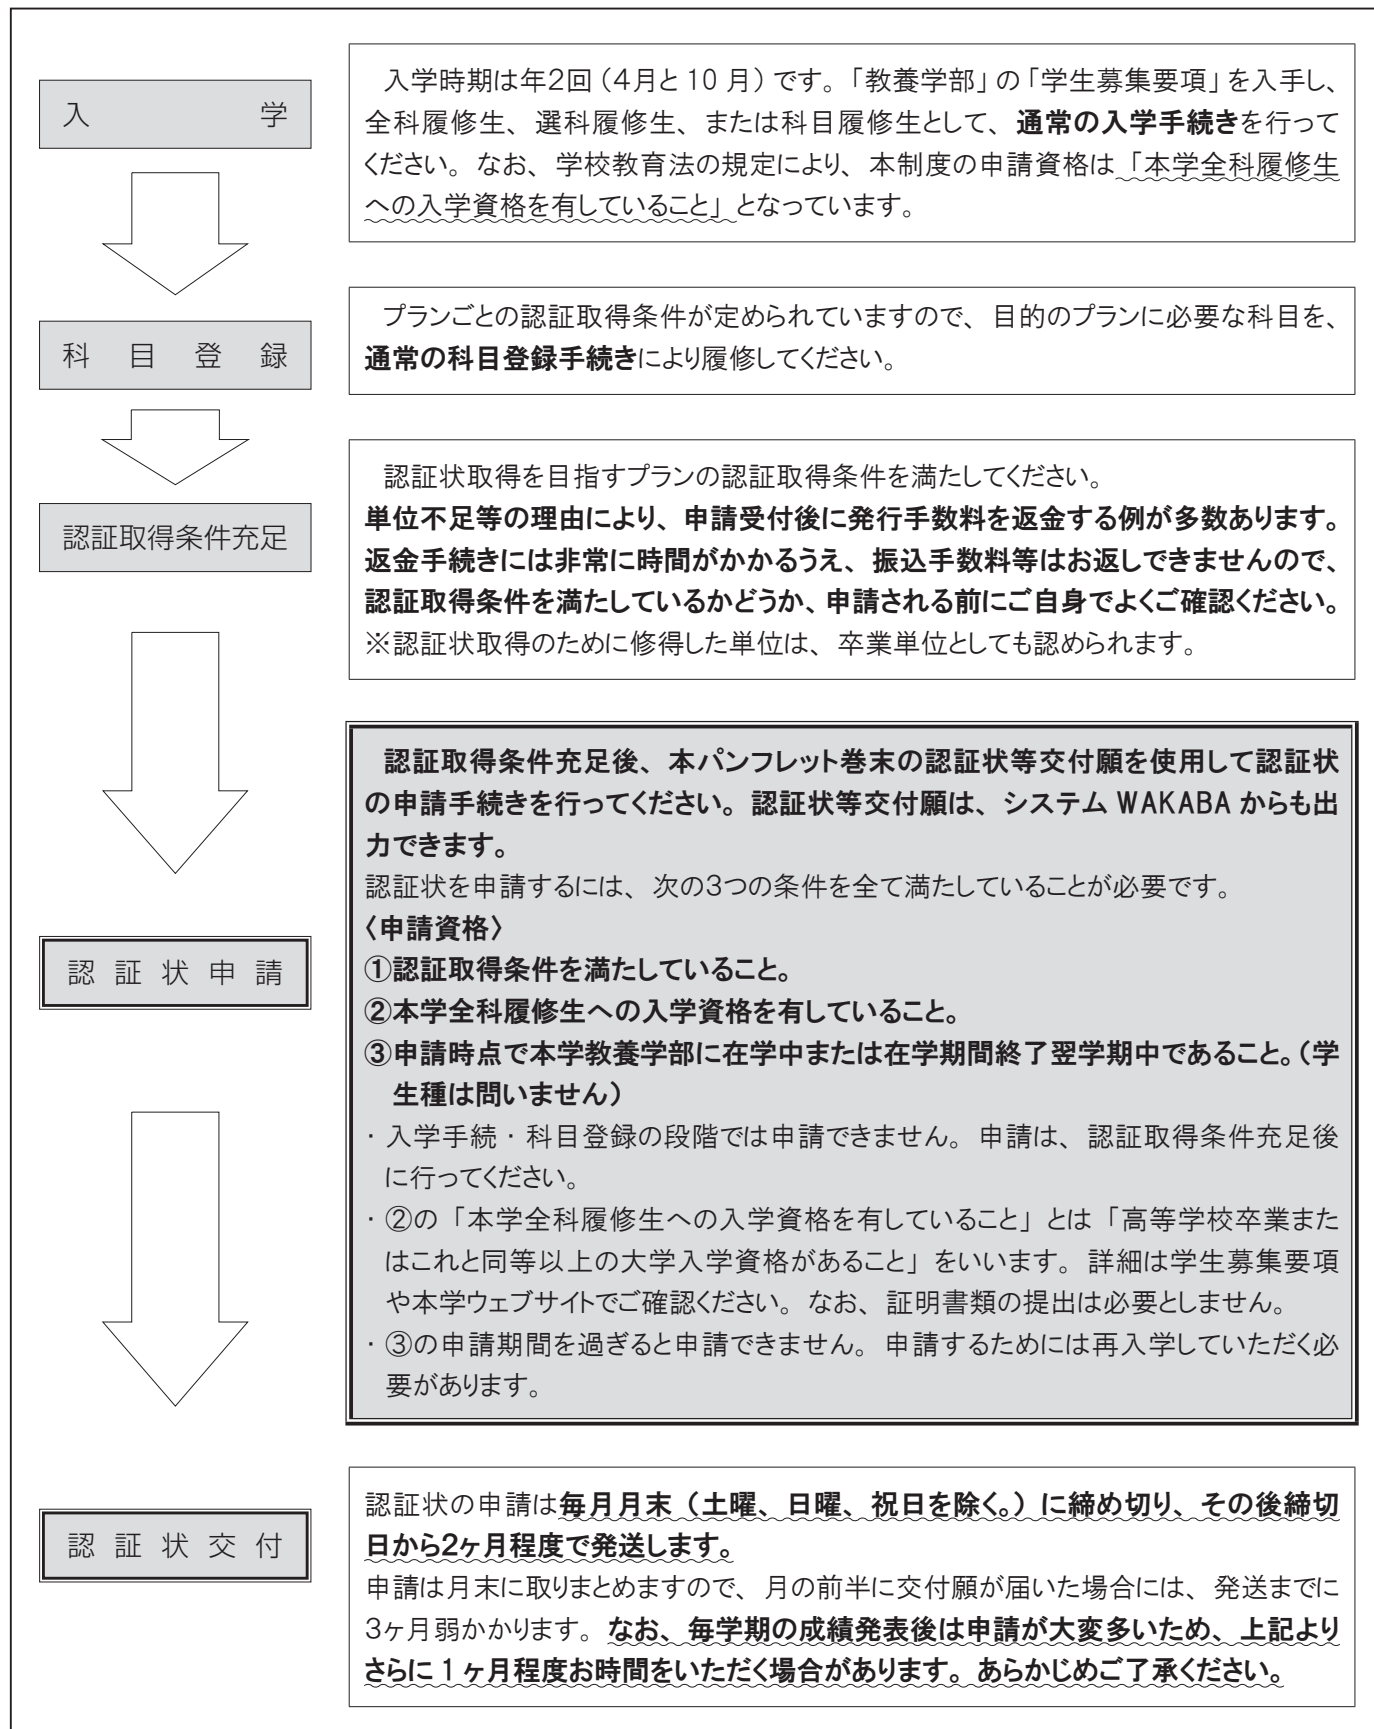 入学
入学時期は年2回（4月と10月）です。「教養学部」の「学生募集要項」を入手し、
全科履修生、選科履修生、または科目履修生として、通常の入学手続きを行って
ください。なお、学校教育法の規定により、本制度の申請資格は「本学全科履修生
への入学資格を有していること」となっています。
科目登録
プランごとの認証取得条件が定められていますので、目的のプランに必要な科目を、
通常の科目登録手続きにより履修してください。
認証取得条件充足
認証状取得を目指すプランの認証取得条件を満たしてください。
単位不足等の理由により、申請受付後に発行手数料を返金する例が多数あります。
返金手続きには非常に時間がかかるうえ、振込手数料等はお返しできませんので、
認証取得条件を満たしているかどうか、申請される前にご自身でよくご確認ください。
※認証状取得のために修得した単位は、卒業単位としても認められます。
認証状申請
認証取得条件充足後、本パンフレット巻末の認証状等交付願を使用して認証状
の申請手続きを行ってください。認証状等交付願は、システム WAKABA からも出
力できます。
認証状を申請するには、次の3つの条件を全て満たしていることが必要です。
〈申請資格〉
①認証取得条件を満たしていること。
②本学全科履修生への入学資格を有していること。
③申請時点で本学教養学部に在学中または在学期間終了翌学期中であること。（学
生種は問いません）
・入学手続・科目登録の段階では申請できません。申請は、認証取得条件充足後
に行ってください。
・②の「本学全科履修生への入学資格を有していること」とは「高等学校卒業また
はこれと同等以上の大学入学資格があること」をいいます。詳細は学生募集要項
や本学ウェブサイトでご確認ください。なお、証明書類の提出は必要としません。
・③の申請期間を過ぎると申請できません。申請するためには再入学していただく必
要があります。
認証状交付
認証状の申請は毎月月末（土曜、日曜、祝日を除く。）に締め切り、その後締切
日から2ヶ月程度で発送します。
申請は月末に取りまとめますので、月の前半に交付願が届いた場合には、発送までに
3ヶ月弱かかります。なお、毎学期の成績発表後は申請が大変多いため、上記より
さらに1ヶ月程度お時間をいただく場合があります。あらかじめご了承ください。